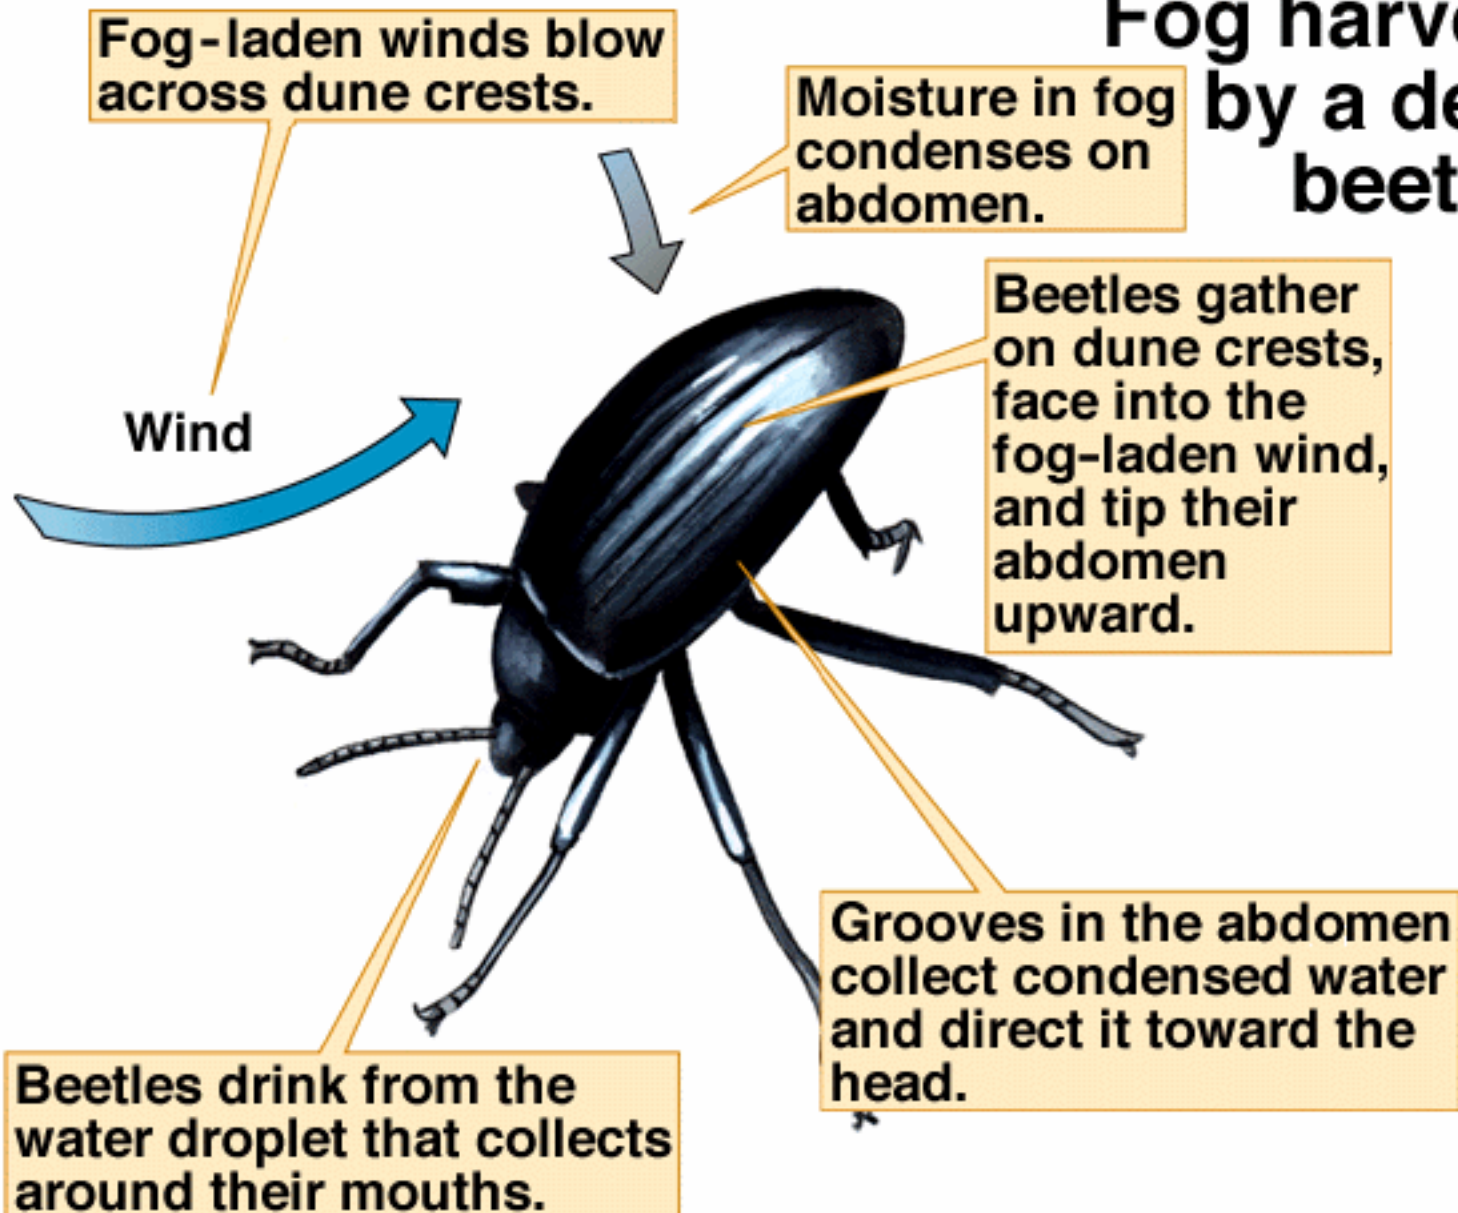 Fog-laden winds blow
across dune crests.
Fog
by a
Moisture in fog
condenses on
abdomen.
Beetles gather
on dune crests,
face into the
fog-laden wind,
and tip their
abdomen
upward.
Wind
Grooves in the abdomen
collect condensed water
and direct it toward the
head.
Beetles drink from the
water droplet that collects
around their mouths.